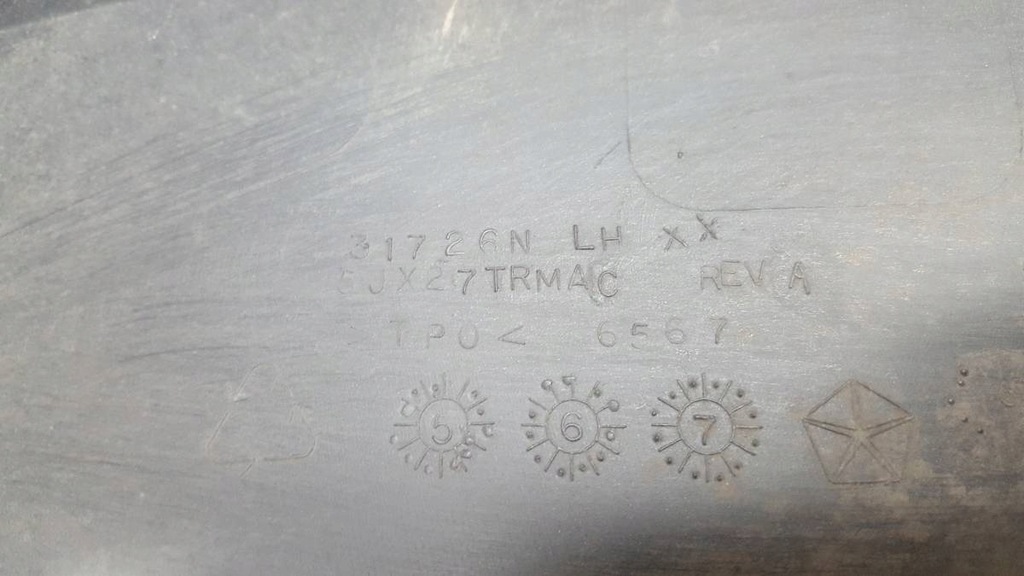 31726N LH XX
5JX27TRMAC REV A
TPO< 6567
5 6 7